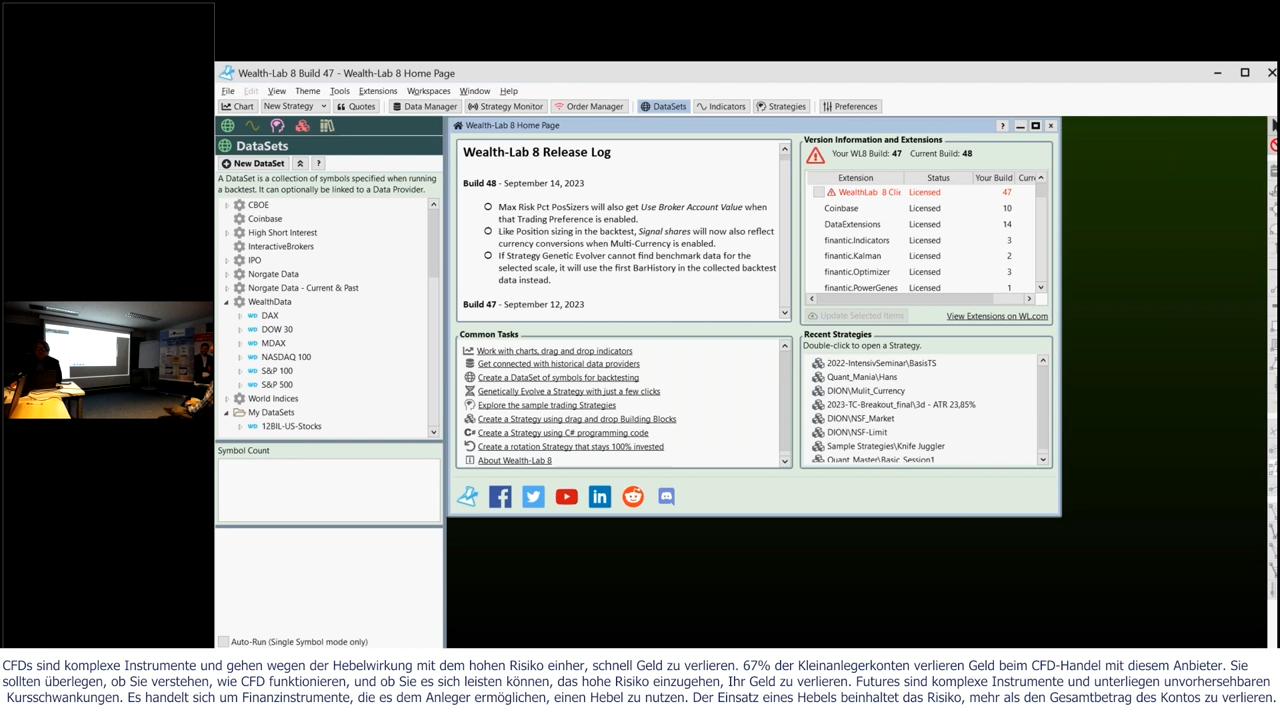 Wealth-Lab 8 Build 47 - Wealth-Lab 8 Home Page
File Edit View Theme Tools Extensions Workspaces Window Help
Chart New Strategy Quotes Data Manager Strategy Monitor Order Manager DataSets Indicators Strategies Preferences
DataSets
New DataSet ?
A DataSet is a collection of symbols specified when running
a backtest. It can optionally be linked to a Data Provider.
CBOE
Coinbase
High Short Interest
InteractiveBrokers
IPO
Norgate Data
Norgate Data - Current & Past
WealthData
WD DAX
WD DOW 30
WD MDAX
WD NASDAQ 100
WD S&P 100
WD S&P 500
World Indices
My DataSets
WD 12BIL-US-Stocks
Symbol Count
Auto-Run (Single Symbol mode only)
Wealth-Lab 8 Home Page ?
Wealth-Lab 8 Release Log
Build 48 - September 14, 2023
Max Risk Pct PosSizers will also get Use Broker Account Value when
that Trading Preference is enabled.
Like Position sizing in the backtest, Signal shares will now also reflect
currency conversions when Multi-Currency is enabled.
If Strategy Genetic Evolver cannot find benchmark data for the
selected scale, it will use the first BarHistory in the collected backtest
data instead.
Build 47 - September 12, 2023
Version Information and Extensions
Your WL8 Build: 47 Current Build: 48
Extension Status Your Build Curr
WealthLab 8 Clie Licensed 47
Coinbase Licensed 10
DataExtensions Licensed 14
finantic.Indicators Licensed 3
finantic.Kalman Licensed 2
finantic.Optimizer Licensed 3
finantic.PowerGenes Licensed 1
Update Selected Items View Extensions on WL.com
Common Tasks
Work with charts, drag and drop indicators
Get connected with historical data providers
Create a DataSet of symbols for backtesting
Genetically Evolve a Strategy with just a few clicks
Explore the sample trading Strategies
Create a Strategy using drag and drop Building Blocks
C# Create a Strategy using C# programming code
Create a rotation Strategy that stays 100% invested
About Wealth-Lab 8
Recent Strategies
Double-click to open a Strategy.
2022-IntensivSeminar\BasisTS
Quant_Mania\Hans
DION\Mulit_Currency
2023-TC-Breakout_final\3d - ATR 23,85%
DION\NSF_Market
DION\NSF-Limit
Sample Strategies\Knife Juggler
Quant_Master\Basic_Session1
in
CFDs sind komplexe Instrumente und gehen wegen der Hebelwirkung mit dem hohen Risiko einher, schnell Geld zu verlieren. 67% der Kleinanlegerkonten verlieren Geld beim CFD-Handel mit diesem Anbieter. Sie
sollten überlegen, ob Sie verstehen, wie CFD funktionieren, und ob Sie es sich leisten können, das hohe Risiko einzugehen, Ihr Geld zu verlieren. Futures sind komplexe Instrumente und unterliegen unvorhersehbaren
Kursschwankungen. Es handelt sich um Finanzinstrumente, die es dem Anleger ermöglichen, einen Hebel zu nutzen. Der Einsatz eines Hebels beinhaltet das Risiko, mehr als den Gesamtbetrag des Kontos zu verlieren.